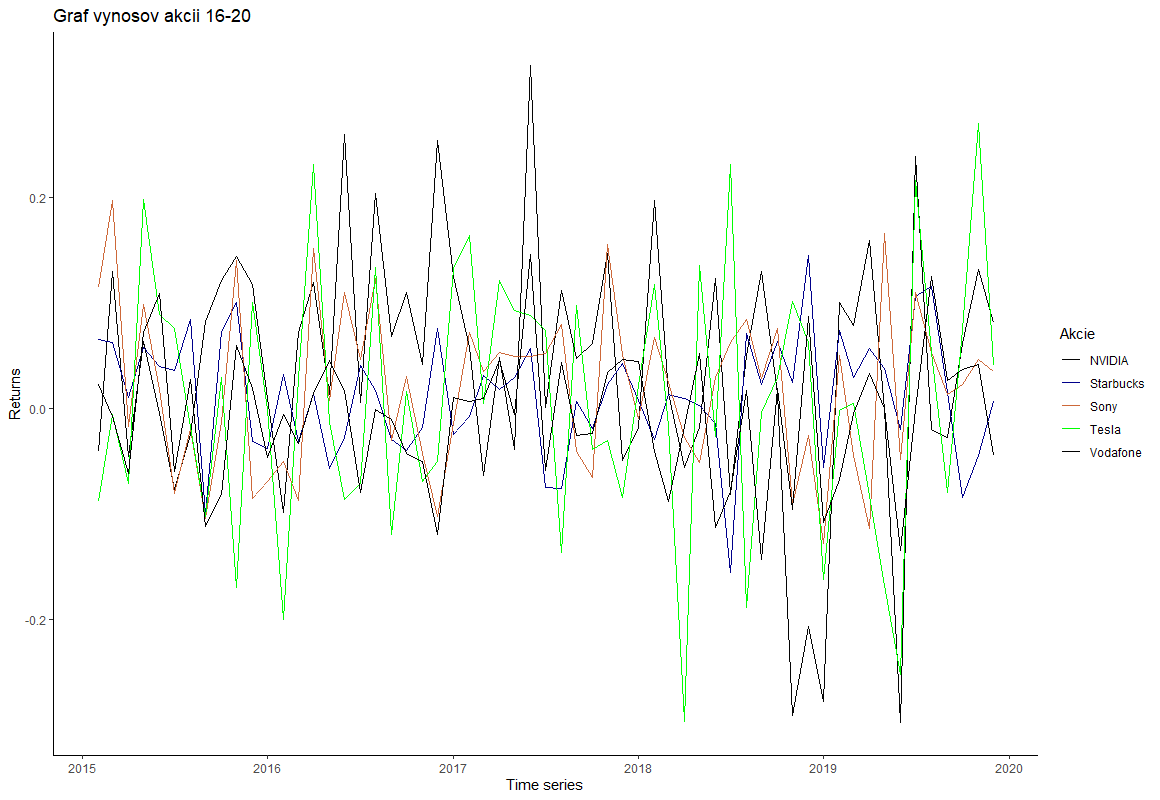 Graf vynosov akcii 16-20
Returns
0.2
0.0
-0.2
2015
2016
2017
2018
2019
2020
Time series
Akcie
NVIDIA
Starbucks
Sony
Tesla
Vodafone